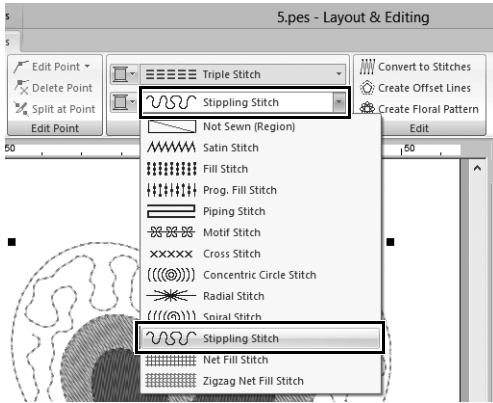 s
5.pes - Layout & Editing
s
Edit Point
Triple Stitch
Convert to Stitches
Delete Point
Create Offset Lines
Split at Point
Stippling Stitch
Create Floral Pattern
Edit Point
Edit
50
50
Not Sewn (Region)
Satin Stitch
Fill Stitch
Prog. Fill Stitch
Piping Stitch
Motif Stitch
Cross Stitch
Concentric Circle Stitch
Radial Stitch
Spiral Stitch
Stippling Stitch
Net Fill Stitch
Zigzag Net Fill Stitch